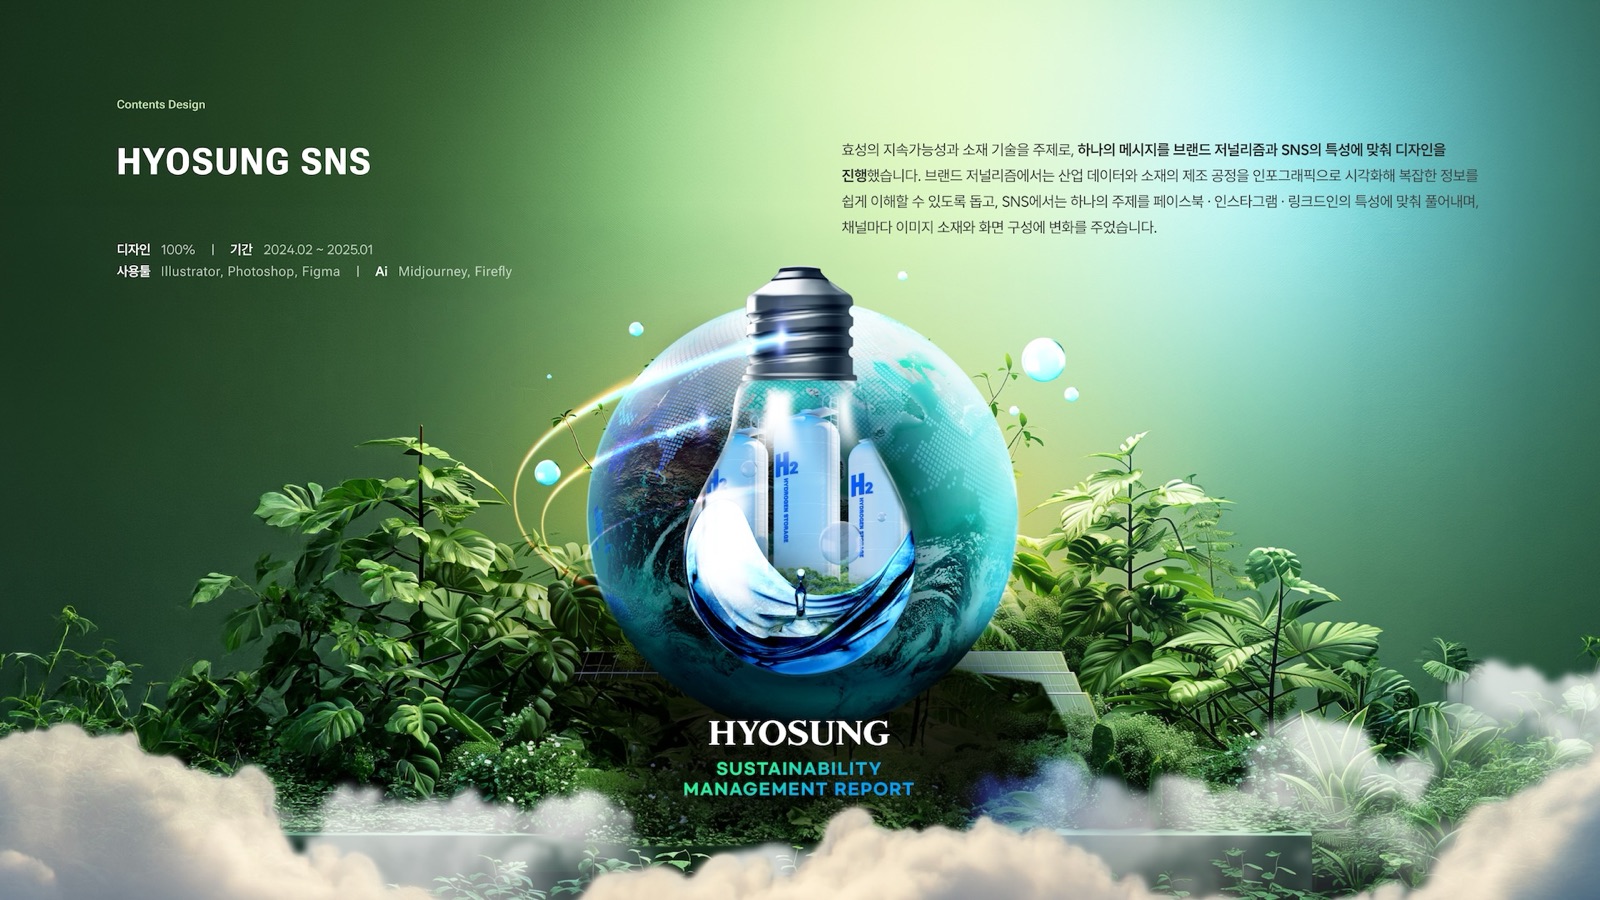 Contents Design
HYOSUNG SNS
디자인 100% | 기간 2024.02 ~ 2025.01
사용툴 Illustrator, Photoshop, Figma | Ai Midjourney, Firefly
효성의 지속가능성과 소재 기술을 주제로, 하나의 메시지를 브랜드 저널리즘과 SNS의 특성에 맞춰 디자인을
진행했습니다. 브랜드 저널리즘에서는 산업 데이터와 소재의 제조 공정을 인포그래픽으로 시각화해 복잡한 정보를
쉽게 이해할 수 있도록 돕고, SNS에서는 하나의 주제를 페이스북 · 인스타그램 · 링크드인의 특성에 맞춰 풀어내며,
채널마다 이미지 소재와 화면 구성에 변화를 주었습니다.
H2
H2 HYDROGEN STORAGE
H2 HYDROGEN STORAGE
HYOSUNG
SUSTAINABILITY
MANAGEMENT REPORT